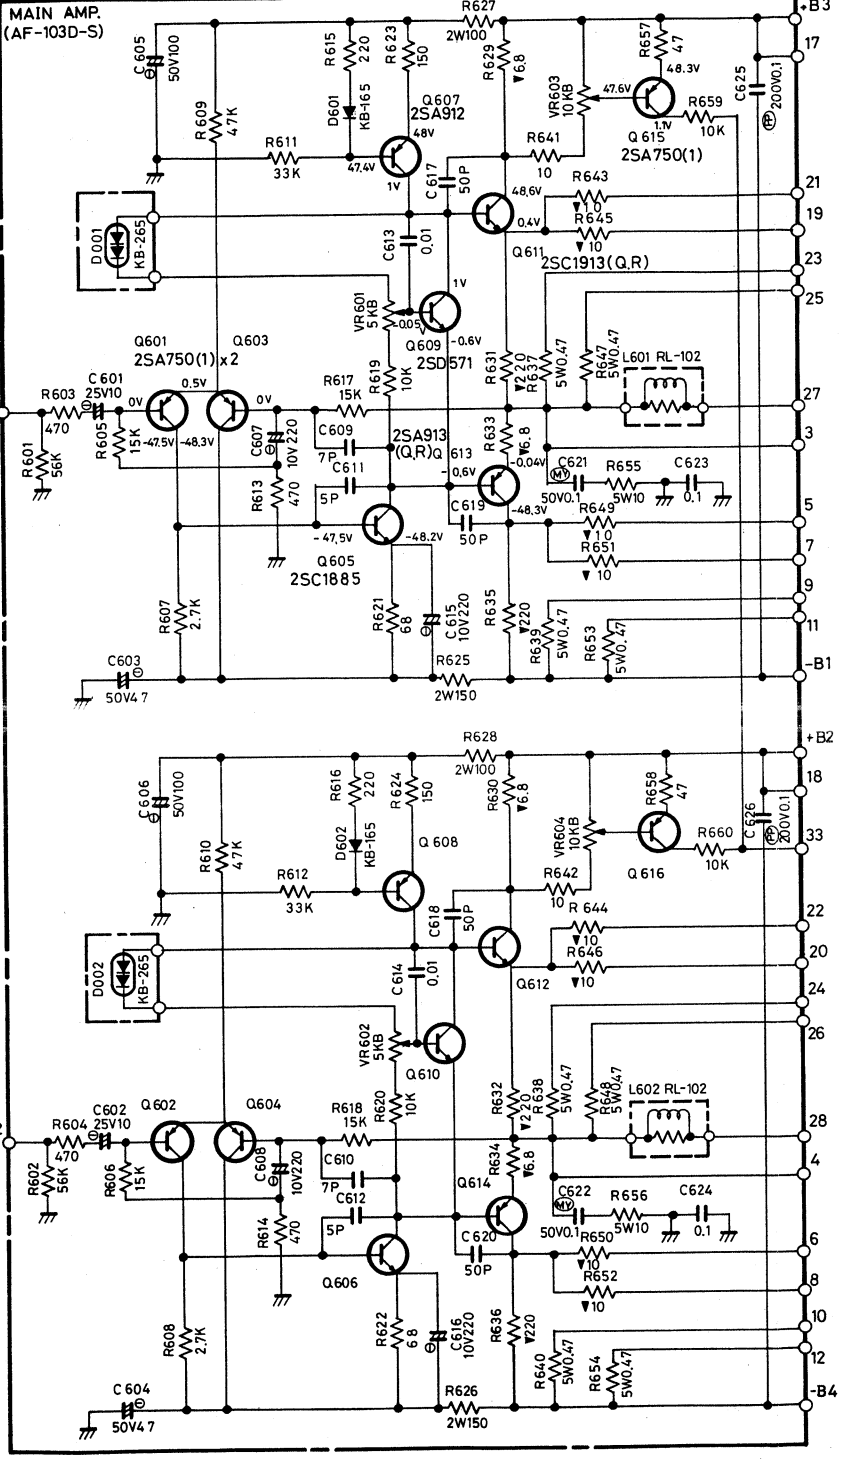 MAIN AMP.
(AF-103D-S)
C605
50V100
R609
47K
R615
220
R623
150
D601
KB-165
R627
2W100
R629
▼6.8
Q607
2SA912
48V
47.4V
1V
R611
33K
C617
50P
R641
10
VR603
10KB
47.6V
R657
47
48.3V
1.1V
Q615
2SA750(1)
R659
10K
C625
200V0.1
PP
+B3
17
D001
KB-265
C613
0.01
48.6V
0.4V
Q611
2SC1913(Q,R)
R643
▼10
R645
▼10
21
19
23
25
VR601
5KB
-0.05V
1V
-0.6V
Q609
2SD571
R619
10K
R631
▼220
R637
5W0.47
R647
5W0.47
L601 RL-102
27
3
Q601
Q603
2SA750(1)x2
0.5V
0V
0V
-47.5V
-48.3V
R603
470
C601
25V10
R601
56K
R605
15K
C607
10V220
R617
15K
C609
7P
C611
5P
R613
470
2SA913
(Q,R)
Q613
-0.6V
R633
▼6.8
-0.04V
-48.3V
C619
50P
MY
C621
50V0.1
R655
5W10
C623
0.1
-47.5V
-48.2V
Q605
2SC1885
R649
▼10
R651
▼10
5
7
9
11
R607
2.7K
R621
68
C615
10V220
R635
▼220
R639
5W0.47
R653
5W0.47
C603
50V47
R625
2W150
-B1
R628
2W100
+B2
18
C606
50V100
R610
47K
R616
220
R624
150
D602
KB-165
Q608
R630
▼6.8
VR604
10KB
R658
47
Q616
R660
10K
C626
200V0.1
PP
33
R612
33K
C618
50P
R642
10
R644
▼10
R646
▼10
22
20
24
26
D002
KB-265
C614
0.01
Q612
VR602
5KB
Q610
R620
10K
R632
▼220
R638
5W0.47
R648
5W0.47
L602 RL-102
28
4
Q602
Q604
R604
470
C602
25V10
R602
56K
R606
15K
C608
10V220
R618
15K
C610
7P
C612
5P
R614
470
Q614
R634
▼6.8
C620
50P
MY
C622
50V0.1
R656
5W10
C624
0.1
Q606
R650
▼10
R652
▼10
6
8
10
12
R608
2.7K
R622
68
C616
10V220
R636
▼220
R640
5W0.47
R654
5W0.47
C604
50V47
R626
2W150
-B4